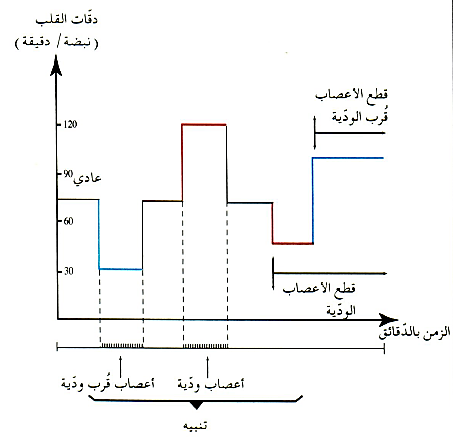 دقّات القلب
(نبضة/ دقيقة)
قطع الأعصاب
قُرب الودّية
120
90
عادي
60
30
قطع الأعصاب
الودّية
الزمن بالدّقائق
أعصاب قُرب ودّية
أعصاب ودّية
تنبيه